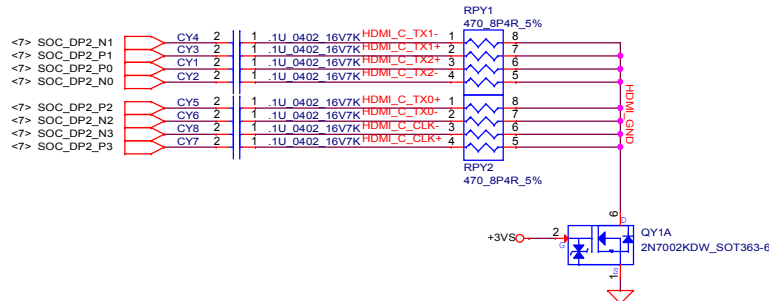 RPY1
470_8P4R_5%
<7> SOC_DP2_N1 CY4 2 1 .1U_0402_16V7K HDMI_C_TX1- 1 8
<7> SOC_DP2_P1 CY3 2 1 .1U_0402_16V7K HDMI_C_TX1+ 2 7
<7> SOC_DP2_P0 CY1 2 1 .1U_0402_16V7K HDMI_C_TX2+ 3 6
<7> SOC_DP2_N0 CY2 2 1 .1U_0402_16V7K HDMI_C_TX2- 4 5
<7> SOC_DP2_P2 CY5 2 1 .1U_0402_16V7K HDMI_C_TX0+ 1 8
<7> SOC_DP2_N2 CY6 2 1 .1U_0402_16V7K HDMI_C_TX0- 2 7
<7> SOC_DP2_N3 CY8 2 1 .1U_0402_16V7K HDMI_C_CLK- 3 6
<7> SOC_DP2_P3 CY7 2 1 .1U_0402_16V7K HDMI_C_CLK+ 4 5
HDMI_GND
RPY2
470_8P4R_5%
6
D
+3VS 2
G
QY1A
2N7002KDW_SOT363-6
S
1